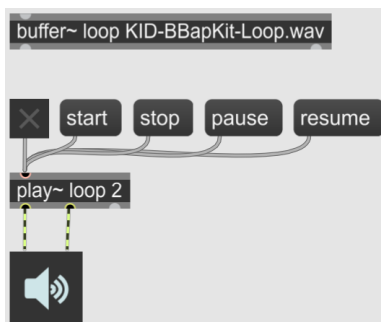 buffer~ loop KID-BBapKit-Loop.wav
start stop pause resume
play~ loop 2